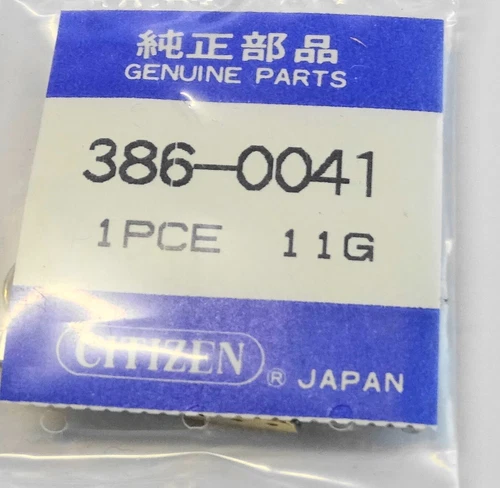 純正部品
GENUINE PARTS
386-0041
1PCE 11G
CITIZEN ® JAPAN